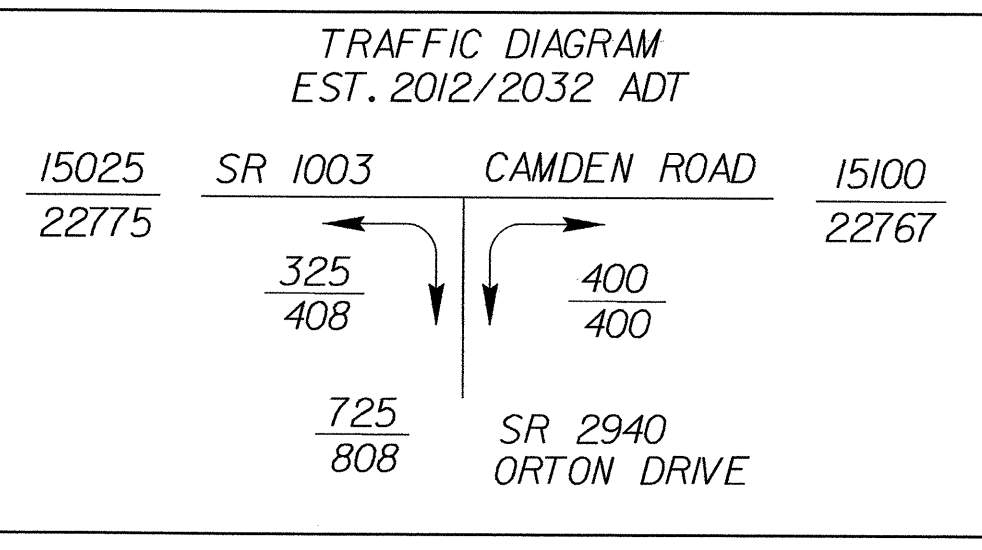 TRAFFIC DIAGRAM
EST. 2012/2032 ADT
15025
22775
SR 1003 CAMDEN ROAD
15100
22767
325
408
400
400
725
808
SR 2940
ORTON DRIVE